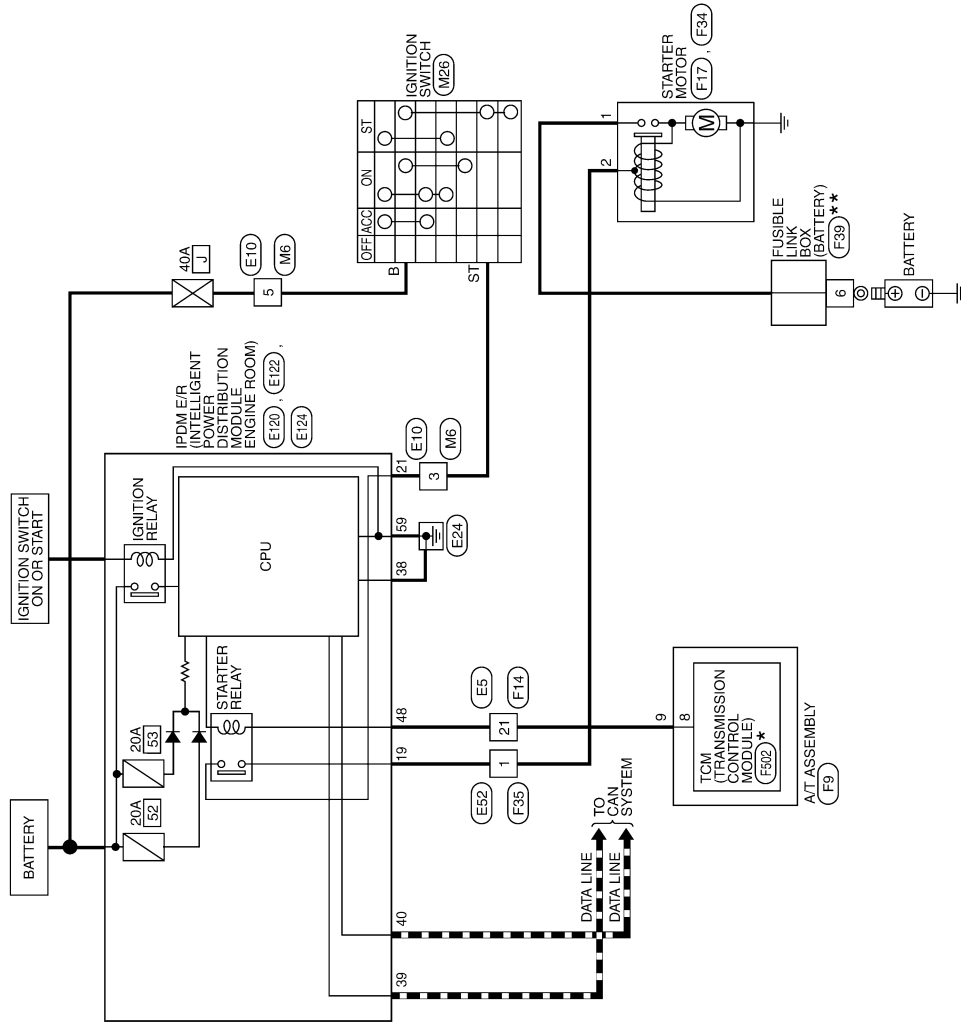 BATTERY
IGNITION SWITCH
ON OR START
20A
52
20A
53
IGNITION
RELAY
STARTER
RELAY
CPU
IPDM E/R
(INTELLIGENT
POWER
DISTRIBUTION
MODULE
ENGINE ROOM)
E120 , E122 ,
E124
40A
J
5
E10
M6
B
ST
OFF
ACC
ON
ST
IGNITION
SWITCH
M26
39
40
19
48
38
59
21
E24
3
E10
M6
E52
1
F35
E5
21
F14
DATA LINE
DATA LINE
TO
CAN
SYSTEM
9
8
TCM
(TRANSMISSION
CONTROL
MODULE)
F502 *
A/T ASSEMBLY
F9
2
1
M
STARTER
MOTOR
F17 , F34
FUSIBLE
LINK
BOX
(BATTERY)
F39 **
6
+
−
BATTERY